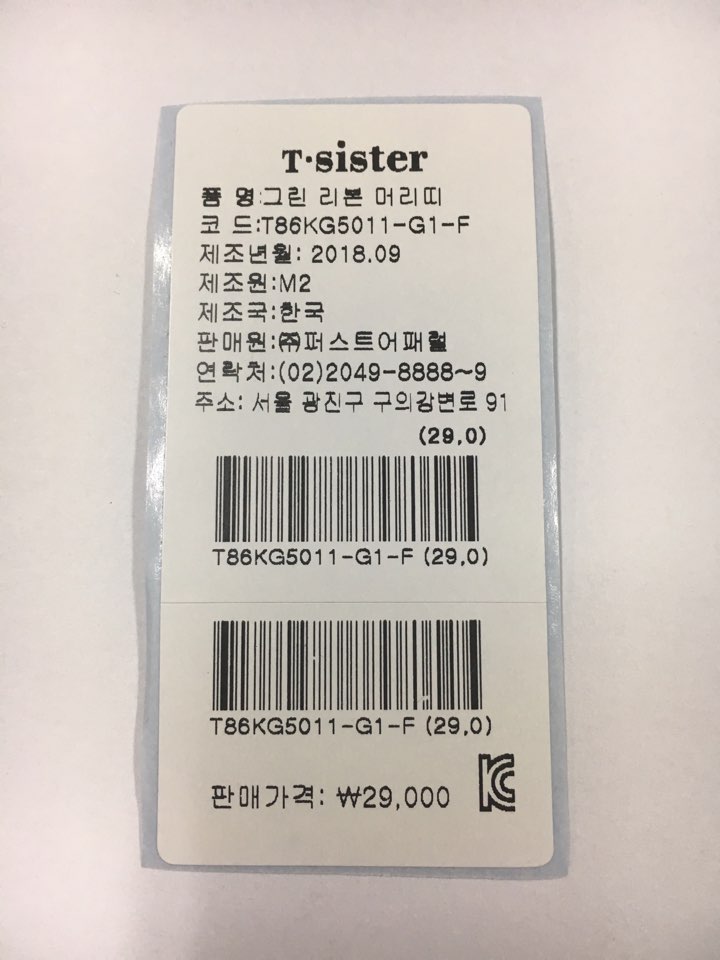 T·sister
품 명:그린 리본 머리띠
코 드:T86KG5011-G1-F
제조년월: 2018.09
제조원:M2
제조국:한국
판매원:㈜퍼스트어패럴
연락처:(02)2049-8888~9
주소: 서울 광진구 구의강변로 91
(29,0)
T86KG5011-G1-F (29,0)
T86KG5011-G1-F (29,0)
판매가격: ₩29,000
KC